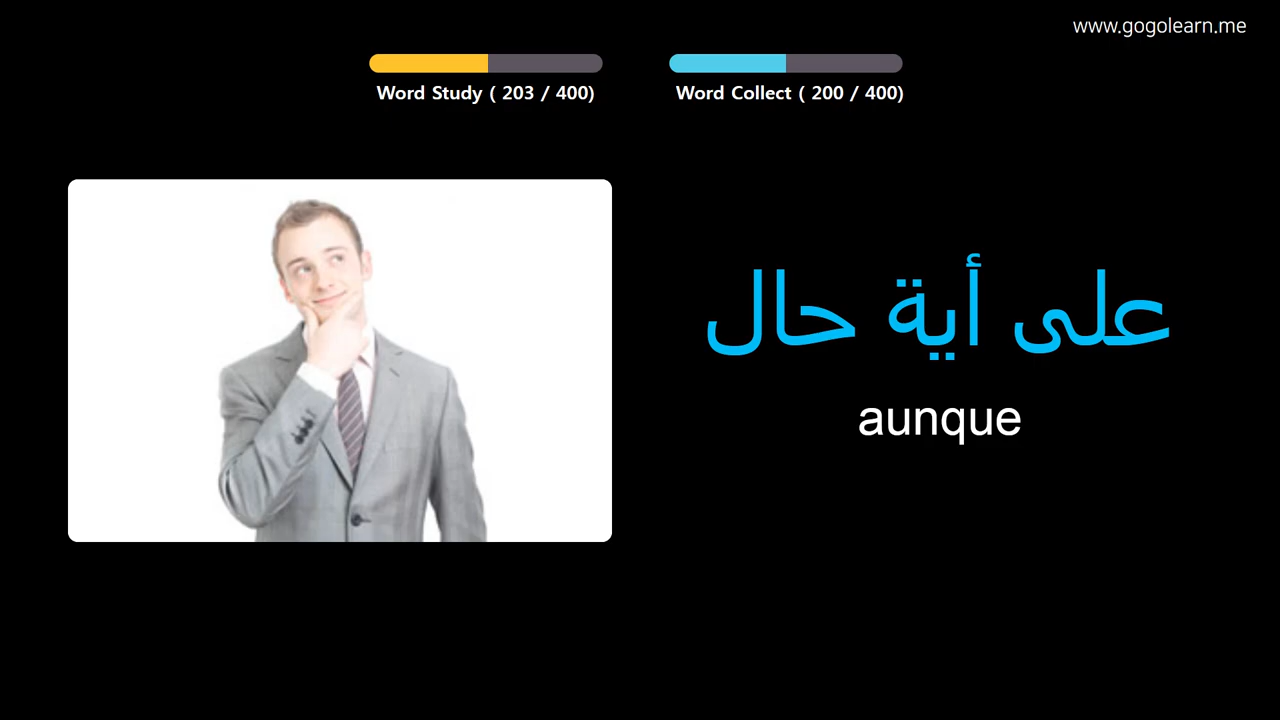 www.gogolearn.me
Word Study ( 203 / 400)
Word Collect ( 200 / 400)
على أية حال
aunque